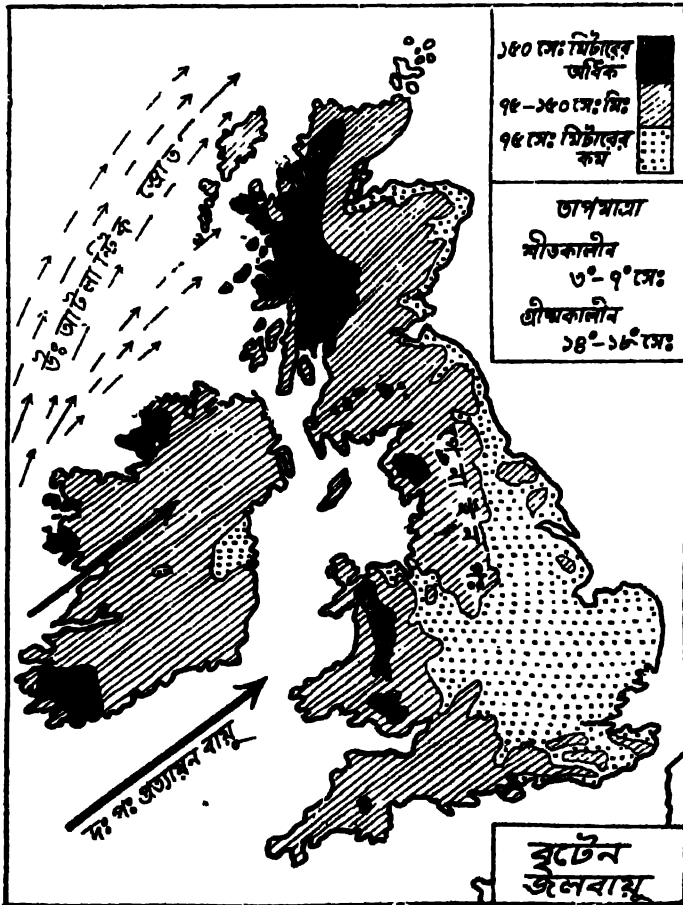 ১৫০ সেঃ মিটারের
অধিক
৭৫–১৫০ সেঃ মিঃ
৭৫ সেঃ মিটারের
কম
তাপমাত্রা
শীতকালীন
৩°–৭° সেঃ
গ্রীষ্মকালীন
১৪°–১৮° সেঃ
উঃ আটলান্টিক স্রোত
দঃ পঃ প্রত্যায়ন বায়ু
বৃটেন
জলবায়ু